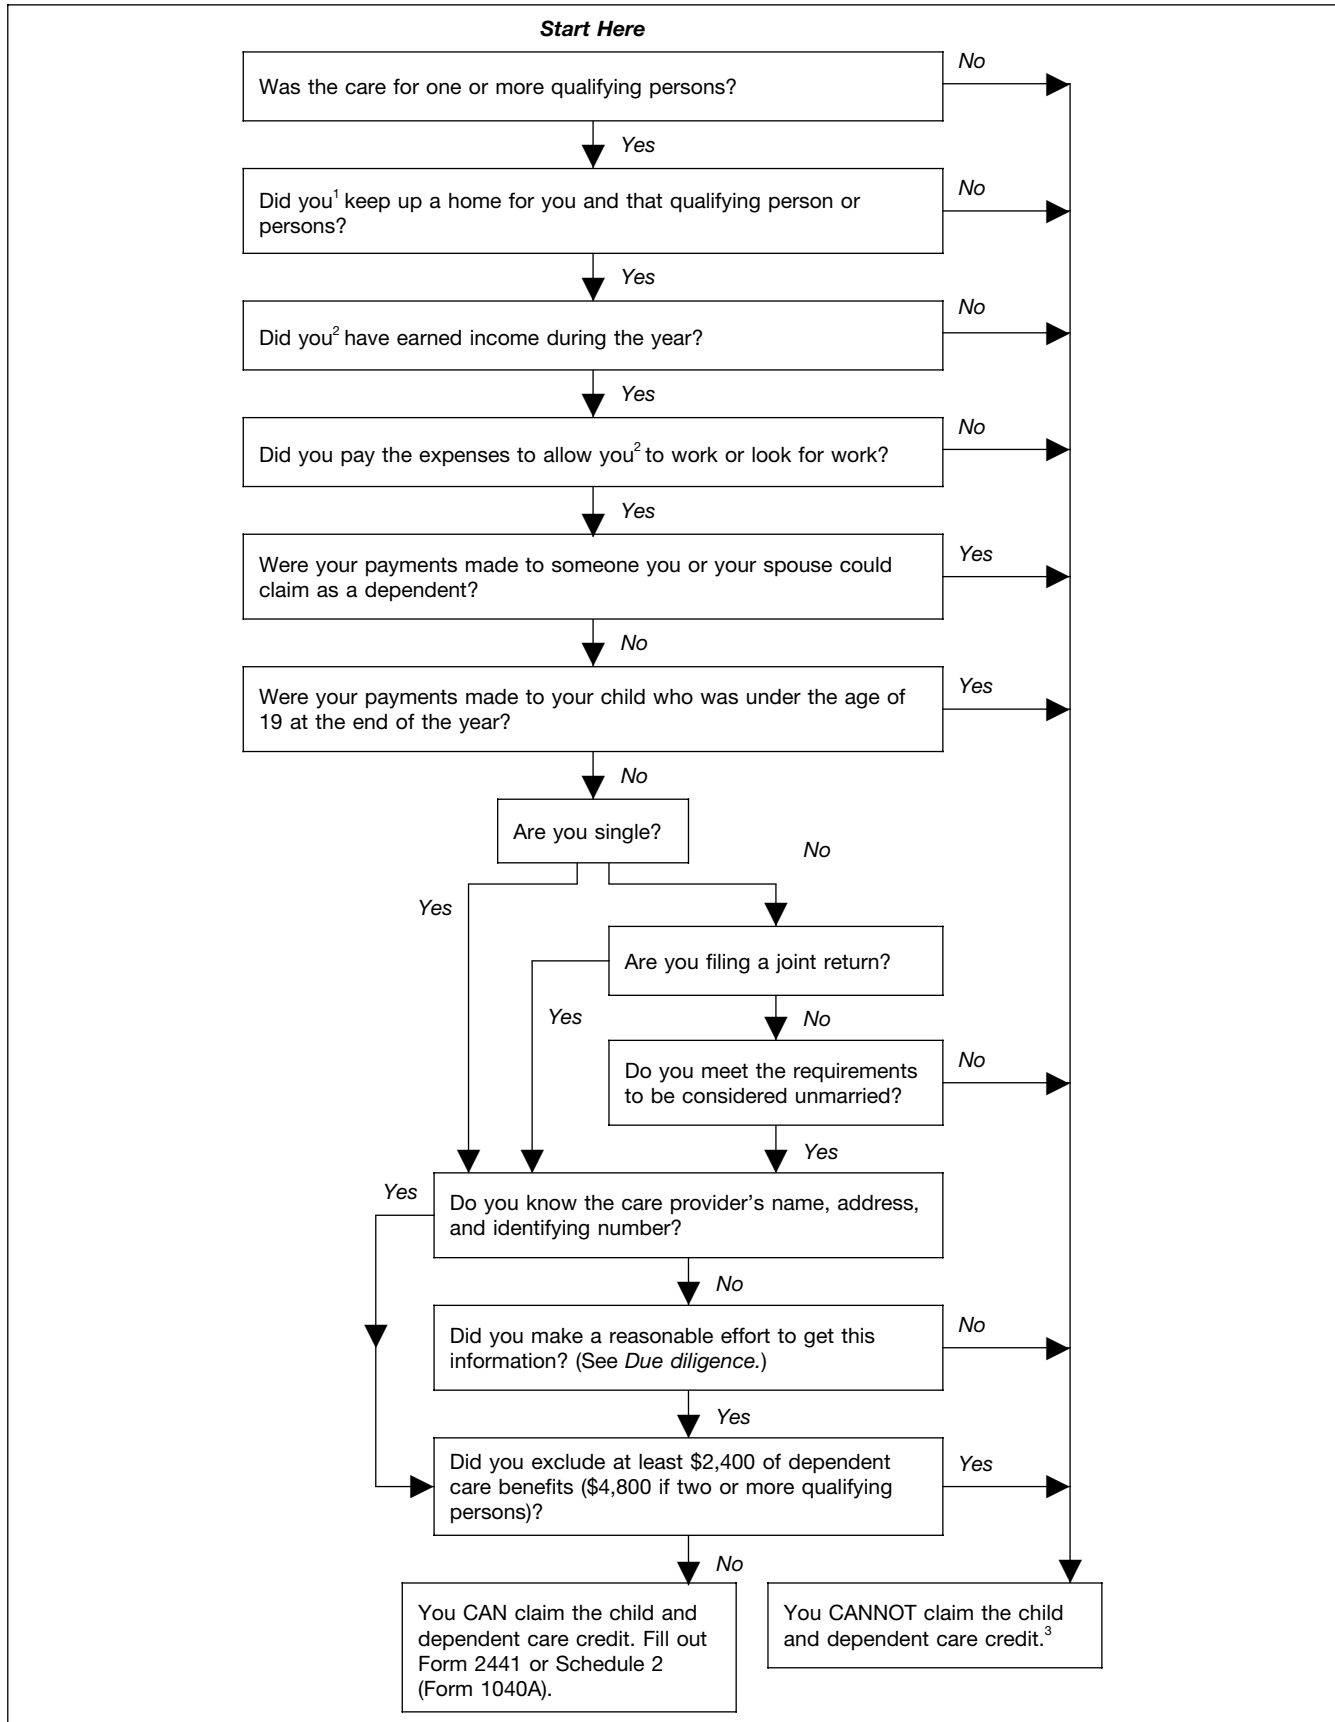 Start Here
Was the care for one or more qualifying persons?
No
Yes
Did you¹ keep up a home for you and that qualifying person or
persons?
No
Yes
Did you² have earned income during the year?
No
Yes
Did you pay the expenses to allow you² to work or look for work?
No
Yes
Were your payments made to someone you or your spouse could
claim as a dependent?
Yes
No
Were your payments made to your child who was under the age of
19 at the end of the year?
Yes
No
Are you single?
No
Yes
Are you filing a joint return?
Yes
No
Do you meet the requirements
to be considered unmarried?
No
Yes
Yes
Do you know the care provider's name, address,
and identifying number?
No
Did you make a reasonable effort to get this
information? (See Due diligence.)
No
Yes
Did you exclude at least $2,400 of dependent
care benefits ($4,800 if two or more qualifying
persons)?
Yes
No
You CAN claim the child and
dependent care credit. Fill out
Form 2441 or Schedule 2
(Form 1040A).
You CANNOT claim the child
and dependent care credit.³